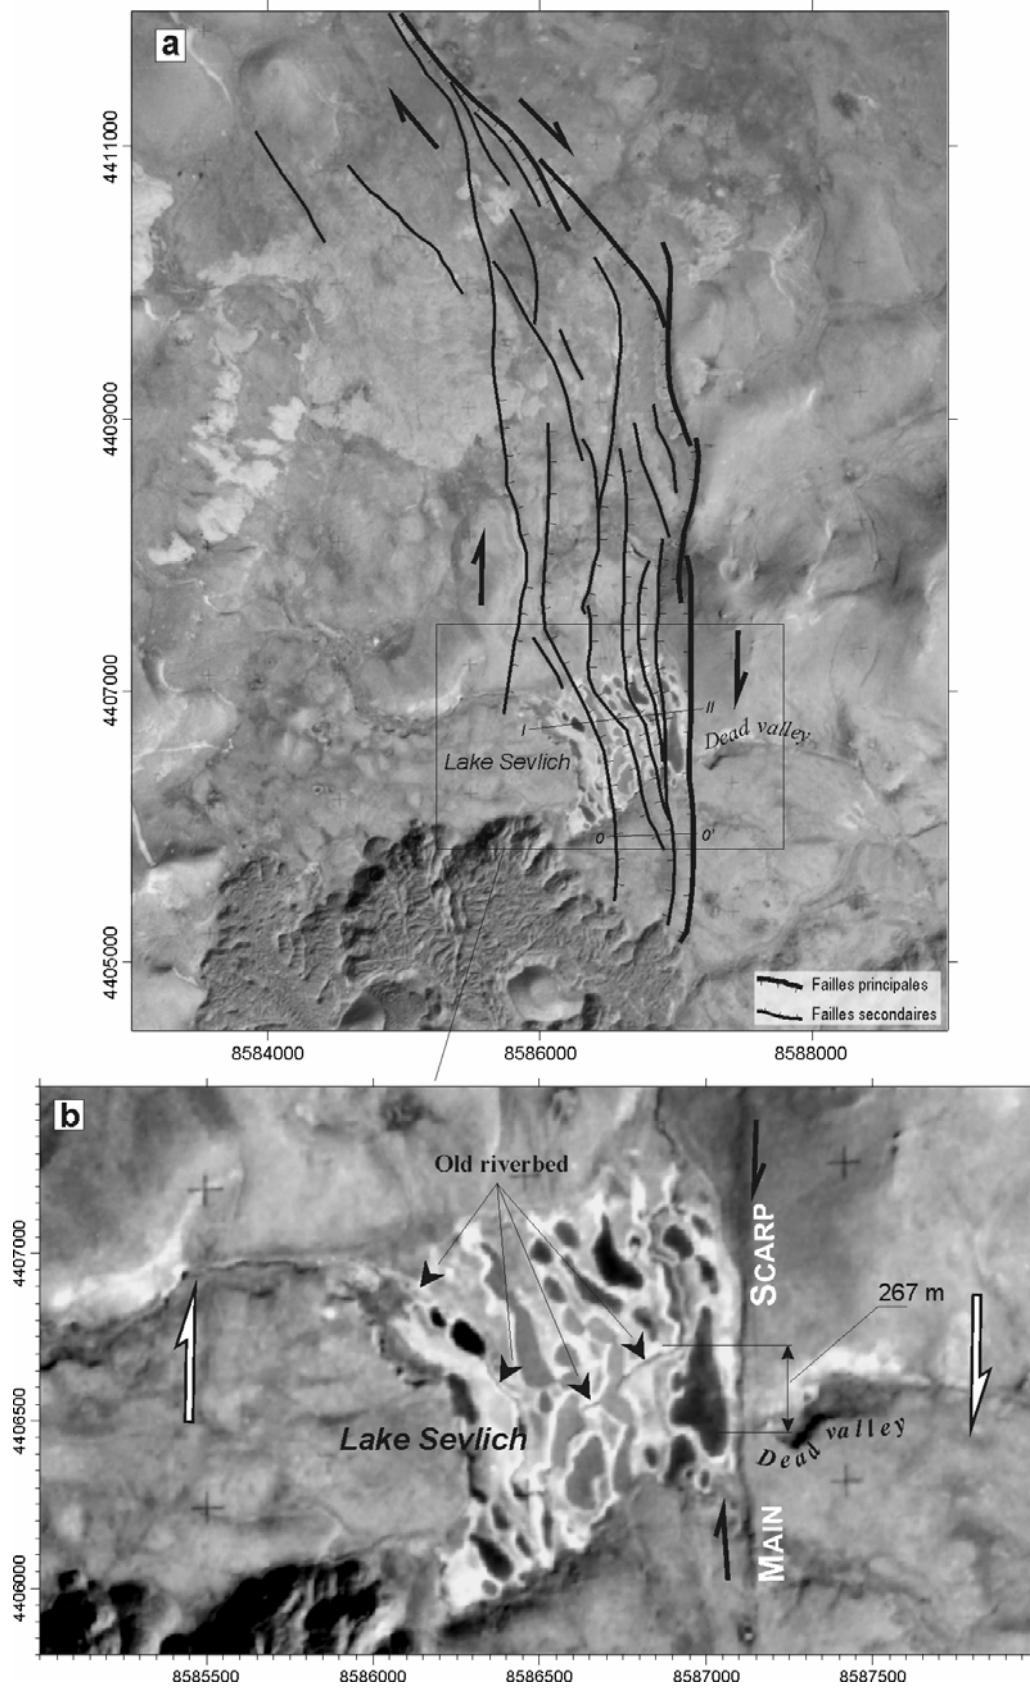 a
4411000
4409000
4407000
4405000
I
II
Dead valley
Lake Sevlich
O
O'
Failles principales
Failles secondaires
8584000
8586000
8588000
b
Old riverbed
4407000
4406500
4406000
SCARP
267 m
Lake Sevlich
Dead valley
MAIN
8585500
8586000
8586500
8587000
8587500